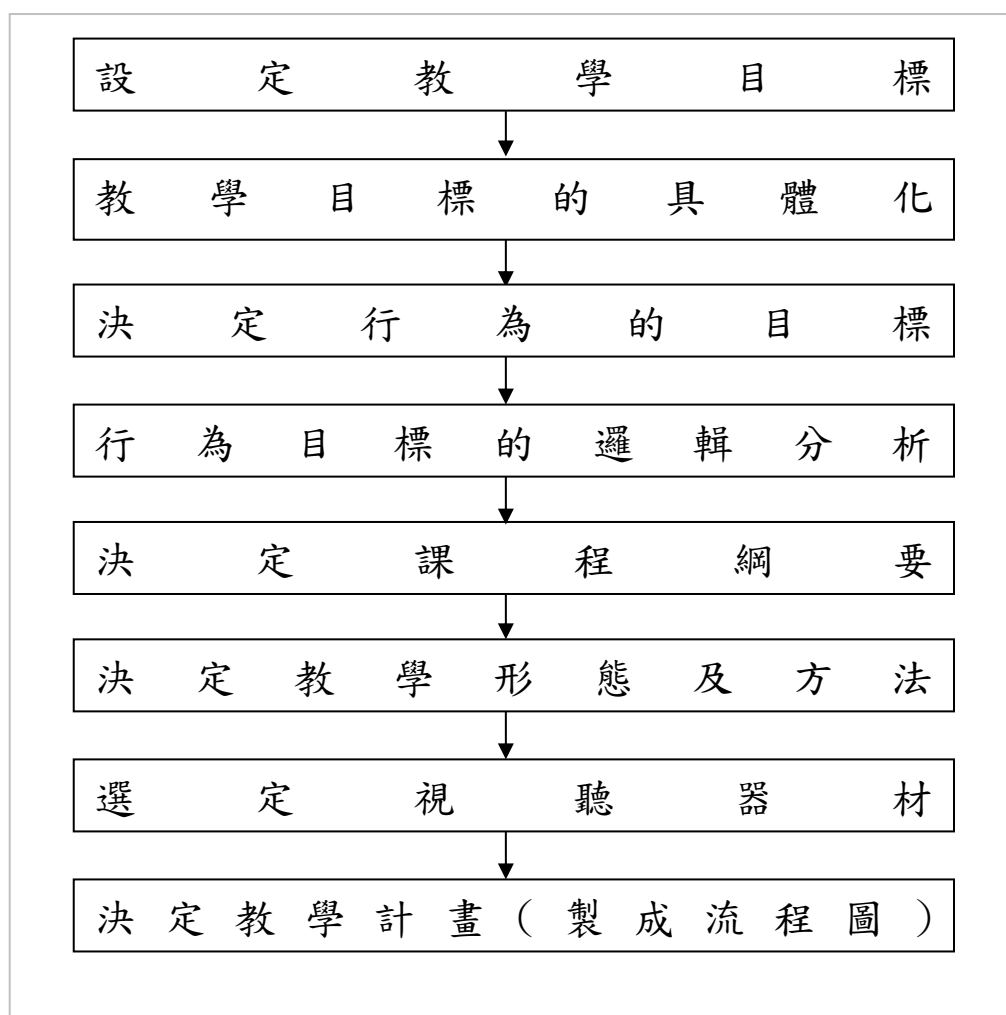 設定教學目標
教學目標的具體化
決定行為的目標
行為目標的邏輯分析
決定課程綱要
決定教學形態及方法
選定視聽器材
決定教學計畫(製成流程圖)